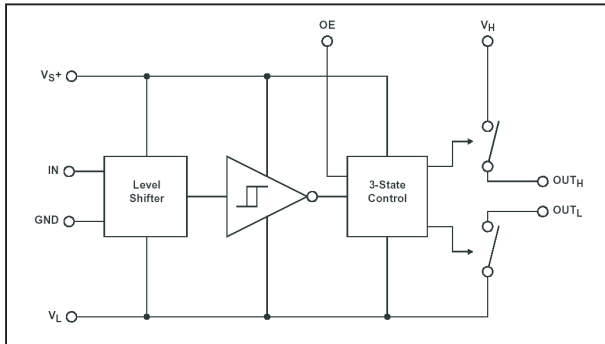 OE
VH
VS+
IN
Level
Shifter
3-State
Control
OUTH
GND
OUTL
VL